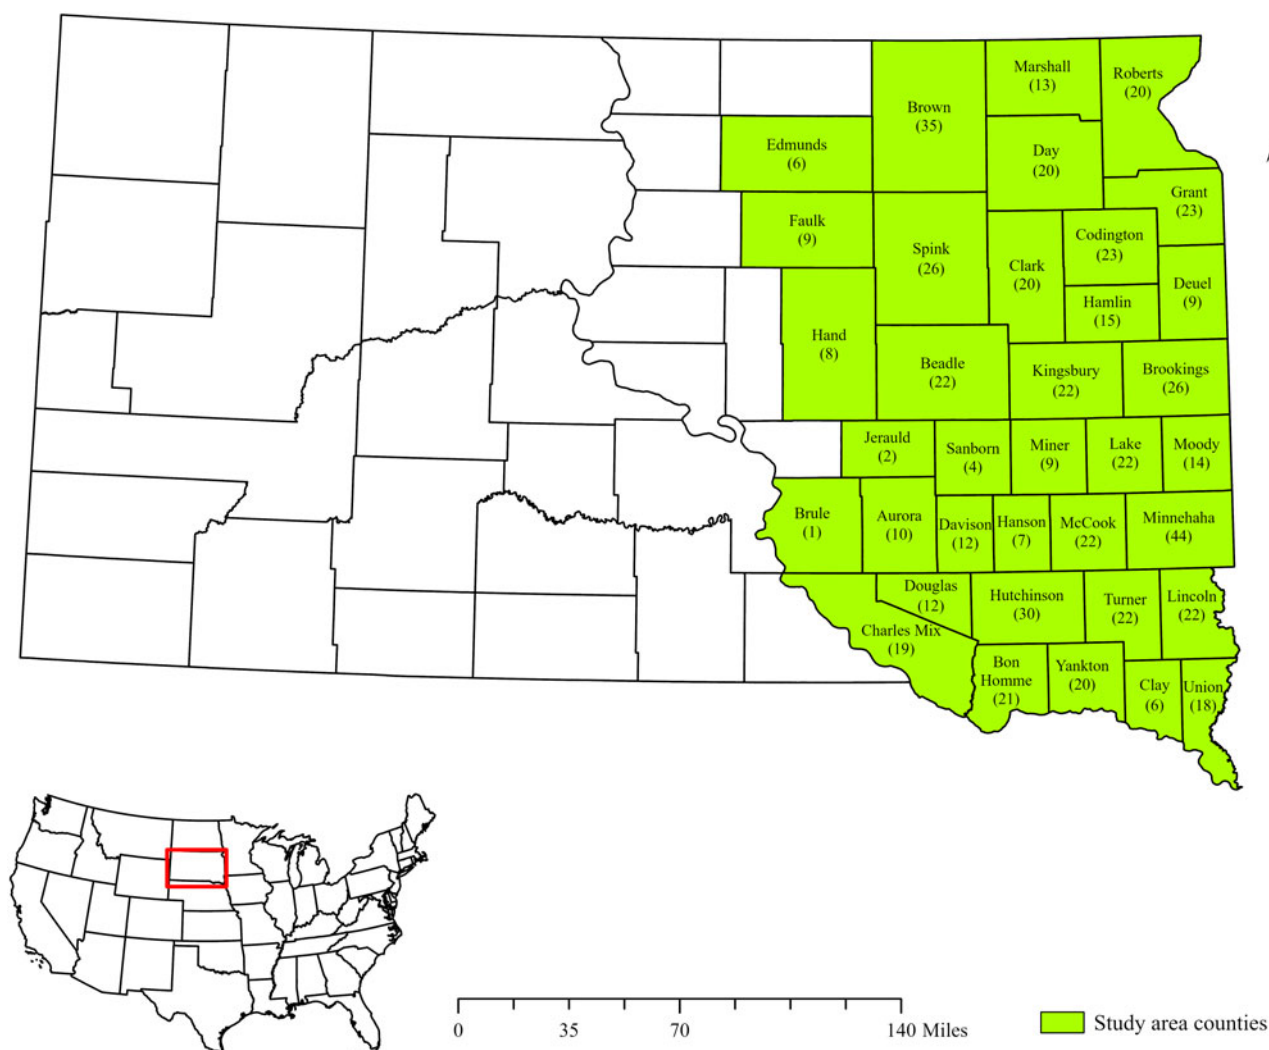 Marshall
(13)
Roberts
(20)
Brown
(35)
Edmunds
(6)
Day
(20)
Grant
(23)
Faulk
(9)
Spink
(26)
Codington
(23)
Clark
(20)
Deuel
(9)
Hamlin
(15)
Hand
(8)
Beadle
(22)
Kingsbury
(22)
Brookings
(26)
Jerauld
(2)
Sanborn
(4)
Miner
(9)
Lake
(22)
Moody
(14)
Brule
(1)
Aurora
(10)
Davison
(12)
Hanson
(7)
McCook
(22)
Minnehaha
(44)
Douglas
(12)
Hutchinson
(30)
Turner
(22)
Lincoln
(22)
Charles Mix
(19)
Bon
Homme
(21)
Yankton
(20)
Clay
(6)
Union
(18)
0 35 70 140 Miles
Study area counties